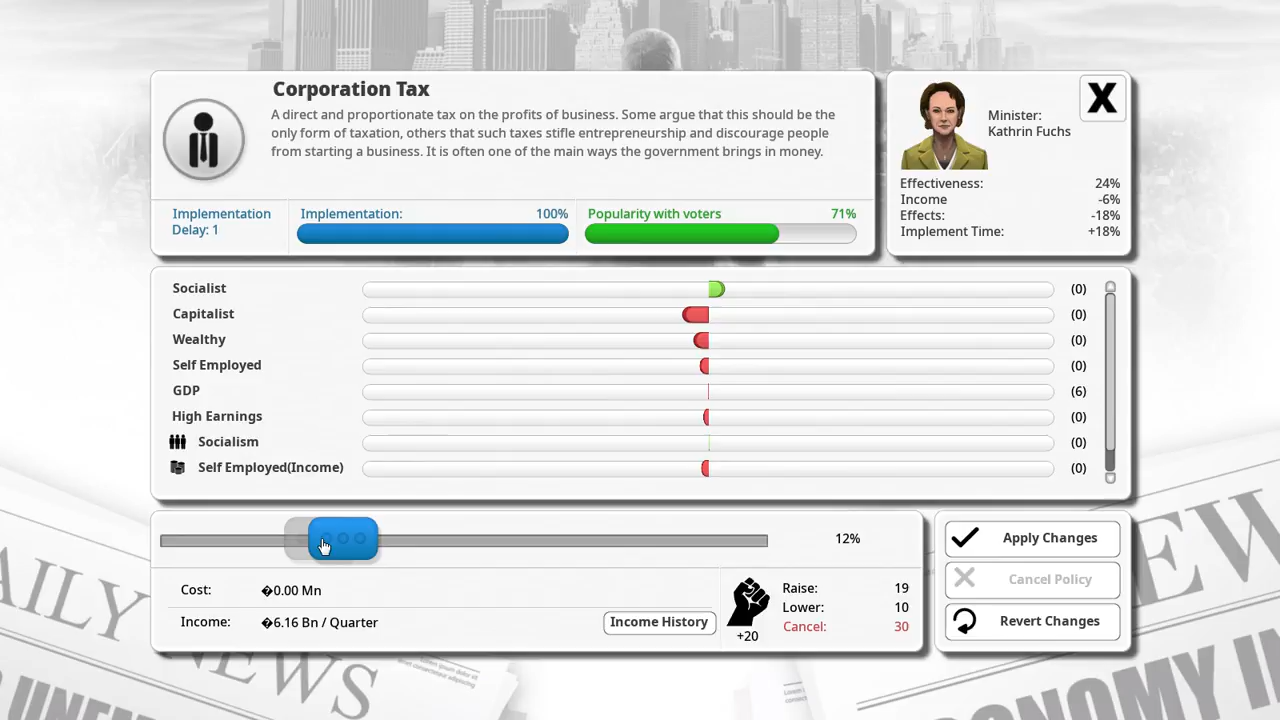 Corporation Tax
A direct and proportionate tax on the profits of business. Some argue that this should be the
only form of taxation, others that such taxes stifle entrepreneurship and discourage people
from starting a business. It is often one of the main ways the government brings in money.
Minister:
Kathrin Fuchs
X
Effectiveness: 24%
Income -6%
Effects: -18%
Implement Time: +18%
Implementation
Delay: 1
Implementation: 100%
Popularity with voters 71%
Socialist (0)
Capitalist (0)
Wealthy (0)
Self Employed (0)
GDP (6)
High Earnings (0)
Socialism (0)
Self Employed(Income) (0)
12%
Cost: �0.00 Mn
Income: �6.16 Bn / Quarter
Income History
+20
Raise: 19
Lower: 10
Cancel: 30
Apply Changes
Cancel Policy
Revert Changes
AILY
NEWS
NEW
ONOMY IN